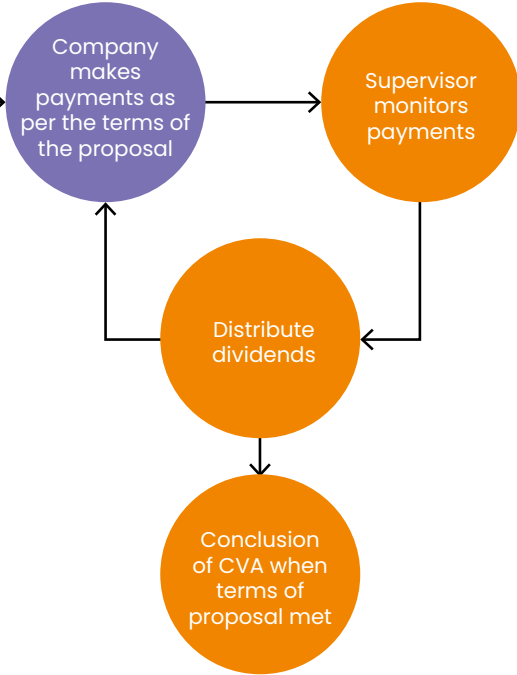 Company
makes
payments as
per the terms of
the proposal
Supervisor
monitors
payments
Distribute
dividends
Conclusion
of CVA when
terms of
proposal met